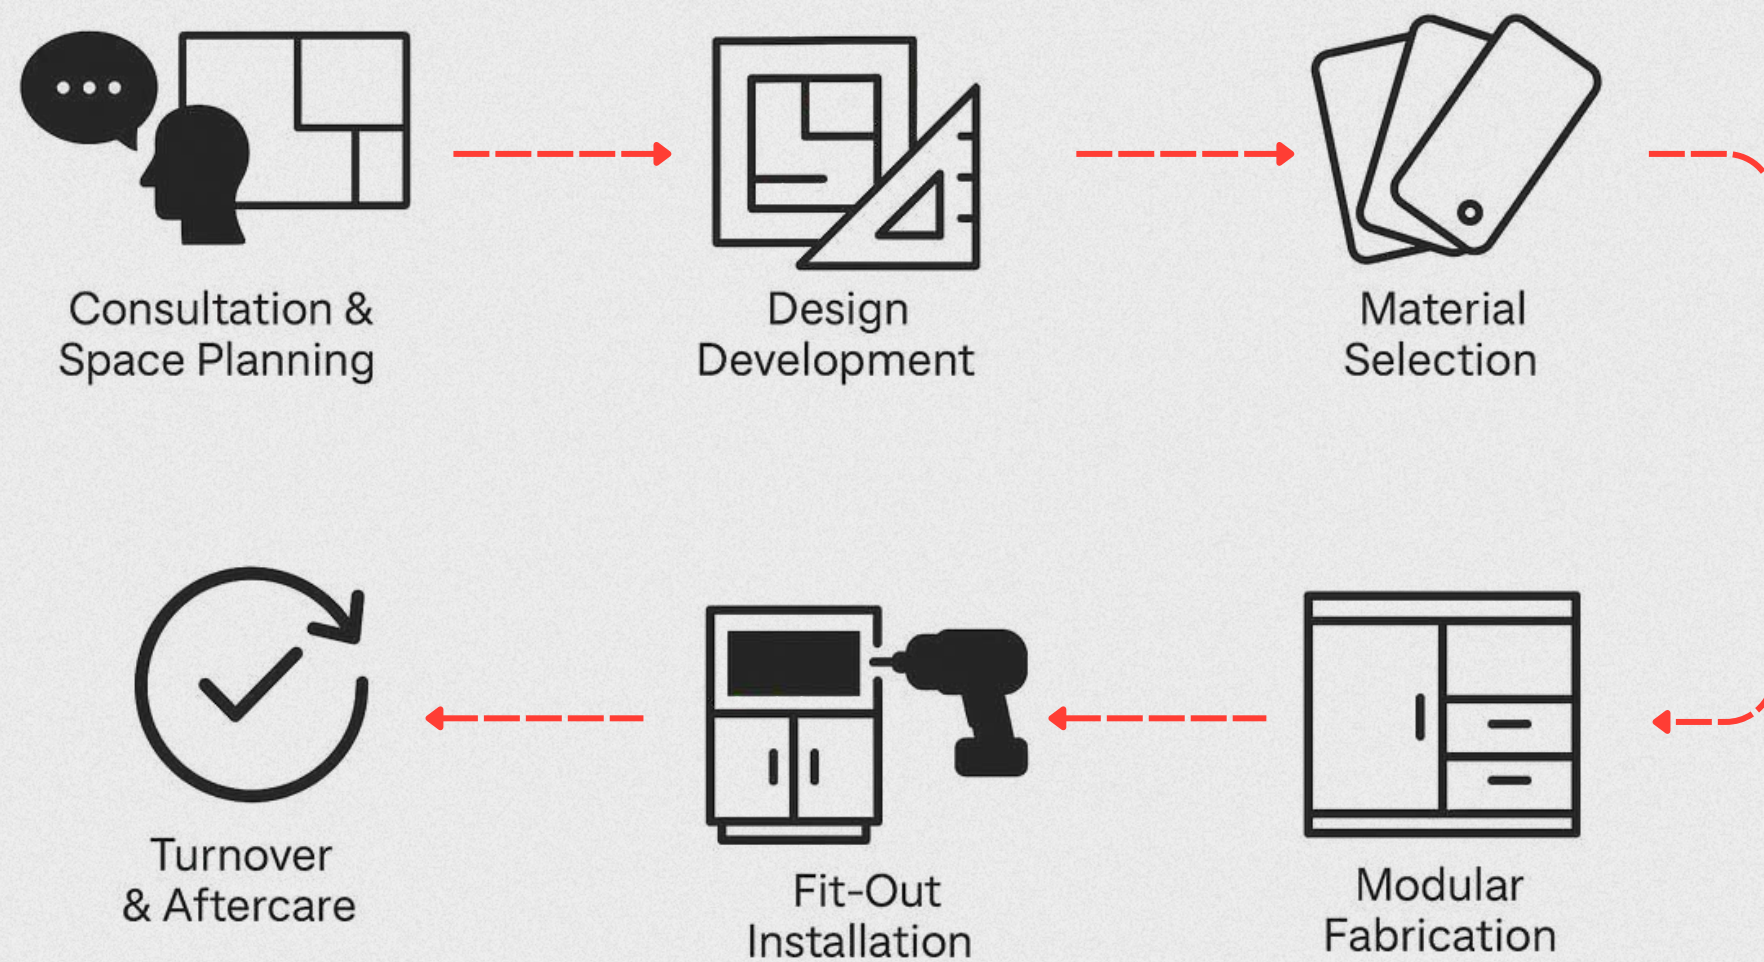 Consultation &
Space Planning
Design
Development
Material
Selection
Modular
Fabrication
Fit-Out
Installation
Turnover
& Aftercare